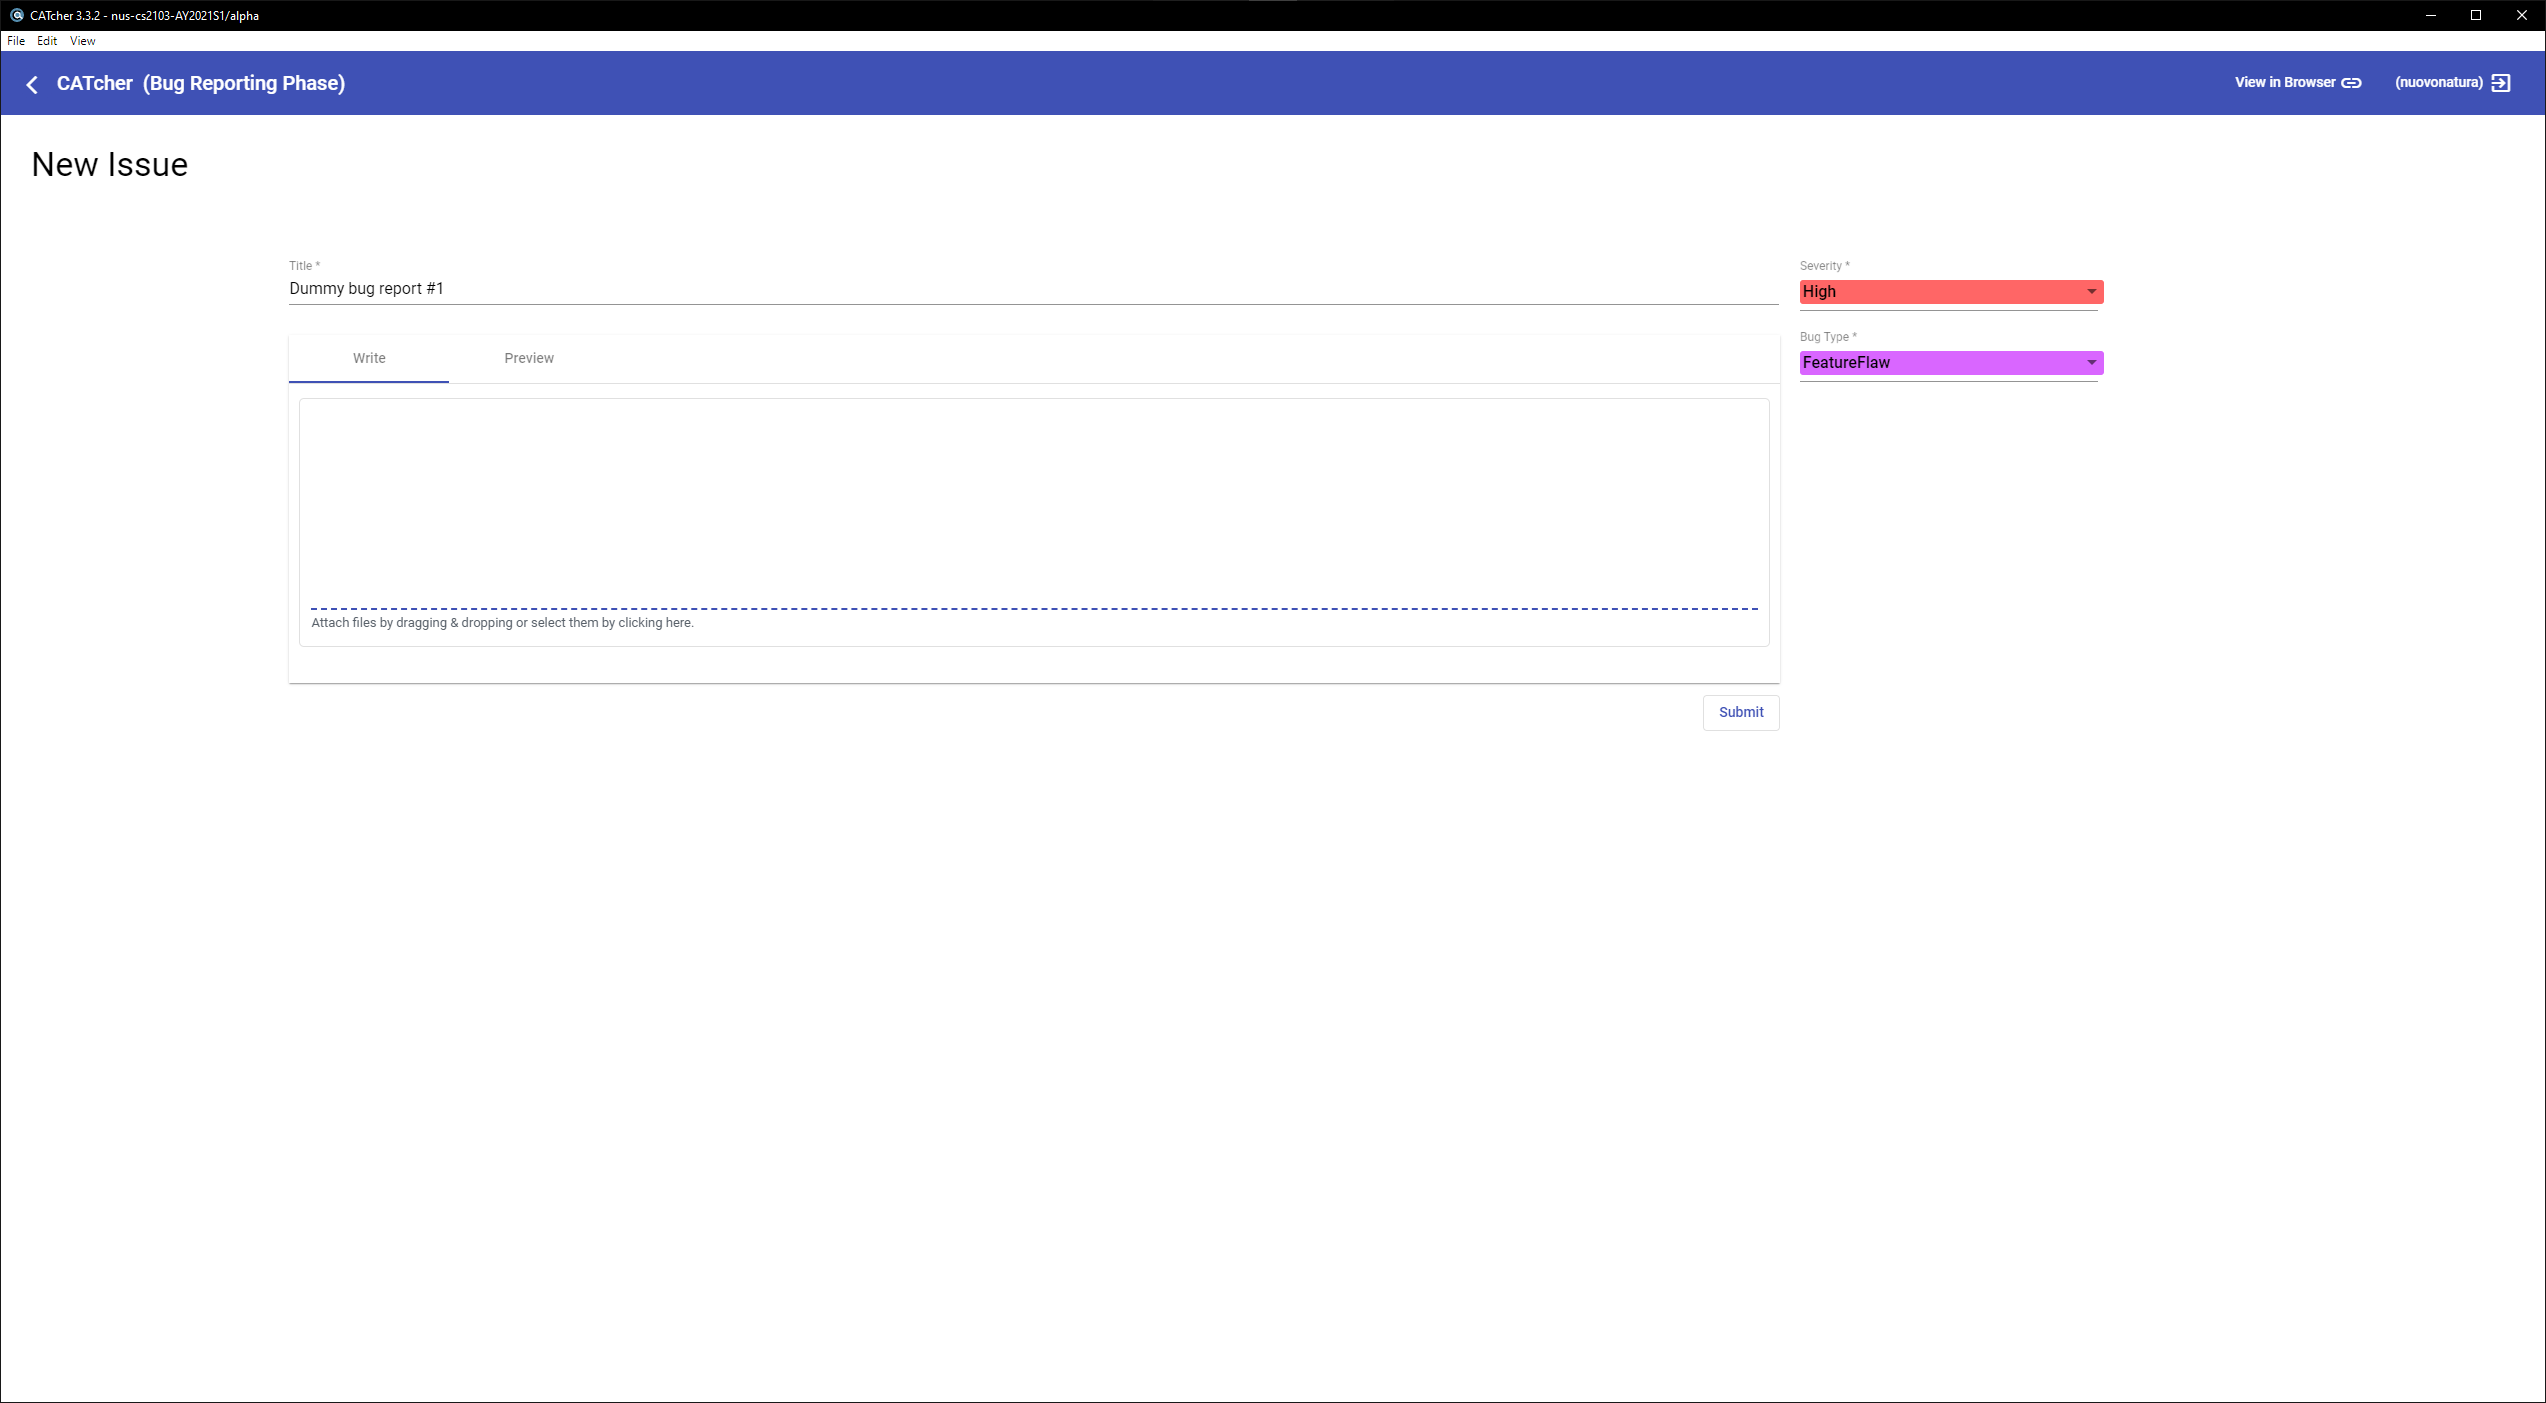 CATcher 3.3.2 - nus-cs2103-AY2021S1/alpha
File Edit View
CATcher (Bug Reporting Phase)
View in Browser
(nuovonatura)
New Issue
Title *
Dummy bug report #1
Severity *
High
Bug Type *
FeatureFlaw
Write
Preview
Attach files by dragging & dropping or select them by clicking here.
Submit